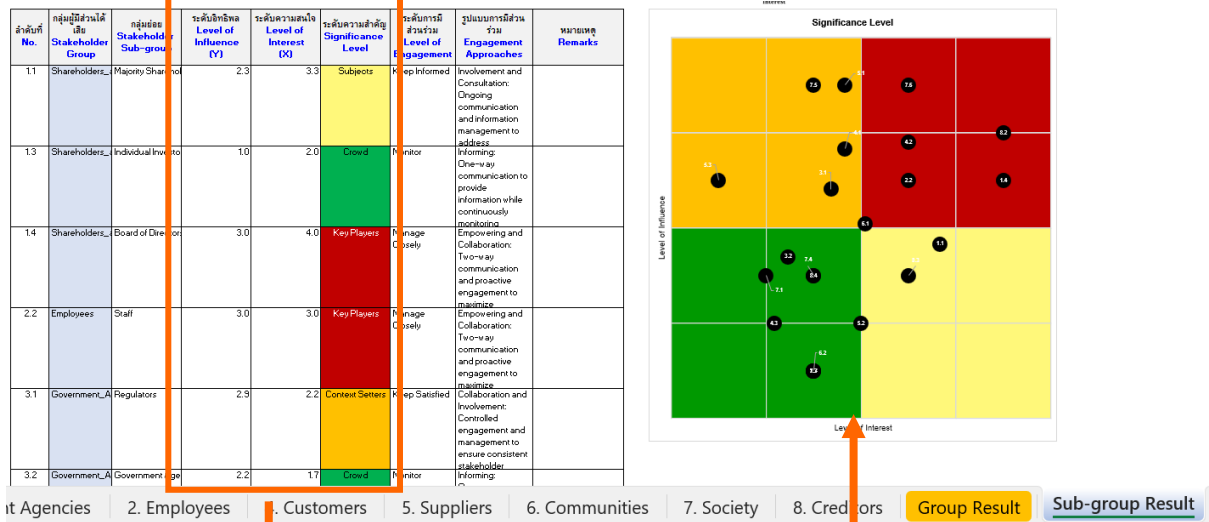 ลำดับที่
No.
กลุ่มผู้มีส่วนได้
เสีย
Stakeholder
Group
กลุ่มย่อย
Stakeholder
Sub-group
ระดับอิทธิพล
Level of
Influence
(Y)
ระดับความสนใจ
Level of
Interest
(X)
ระดับความสำคัญ
Significance
Level
ระดับการมี
ส่วนร่วม
Level of
Engagement
รูปแบบการมีส่วน
ร่วม
Engagement
Approaches
หมายเหตุ
Remarks
1.1
Shareholders_
Majority Sharehol
2.3
3.3
Subjects
Keep Informed
Involvement and
Consultation:
Ongoing
communication
and information
management to
address
1.3
Shareholders_
Individual Investo
1.0
2.0
Crowd
Monitor
Informing:
One-way
communication to
provide
information while
continuously
monitoring
1.4
Shareholders_
Board of Director
3.0
4.0
Key Players
Manage
Closely
Empowering and
Collaboration:
Two-way
communication
and proactive
engagement to
maximize
2.2
Employees
Staff
3.0
3.0
Key Players
Manage
Closely
Empowering and
Collaboration:
Two-way
communication
and proactive
engagement to
maximize
3.1
Government_A
Regulators
2.9
2.2
Context Setters
Keep Satisfied
Collaboration and
Involvement:
Controlled
engagement and
management to
ensure consistent
stakeholder
3.2
Government_A
Government Age
2.2
1.7
Crowd
Monitor
Informing:
Significance Level
7.5
7.6
8.2
4.2
3.1
2.2
1.4
6.1
1.1
3.2
7.4
7.1
4.3
5.2
6.2
Level of Influence
Level of Interest
nt Agencies
2. Employees
4. Customers
5. Suppliers
6. Communities
7. Society
8. Creditors
Group Result
Sub-group Result